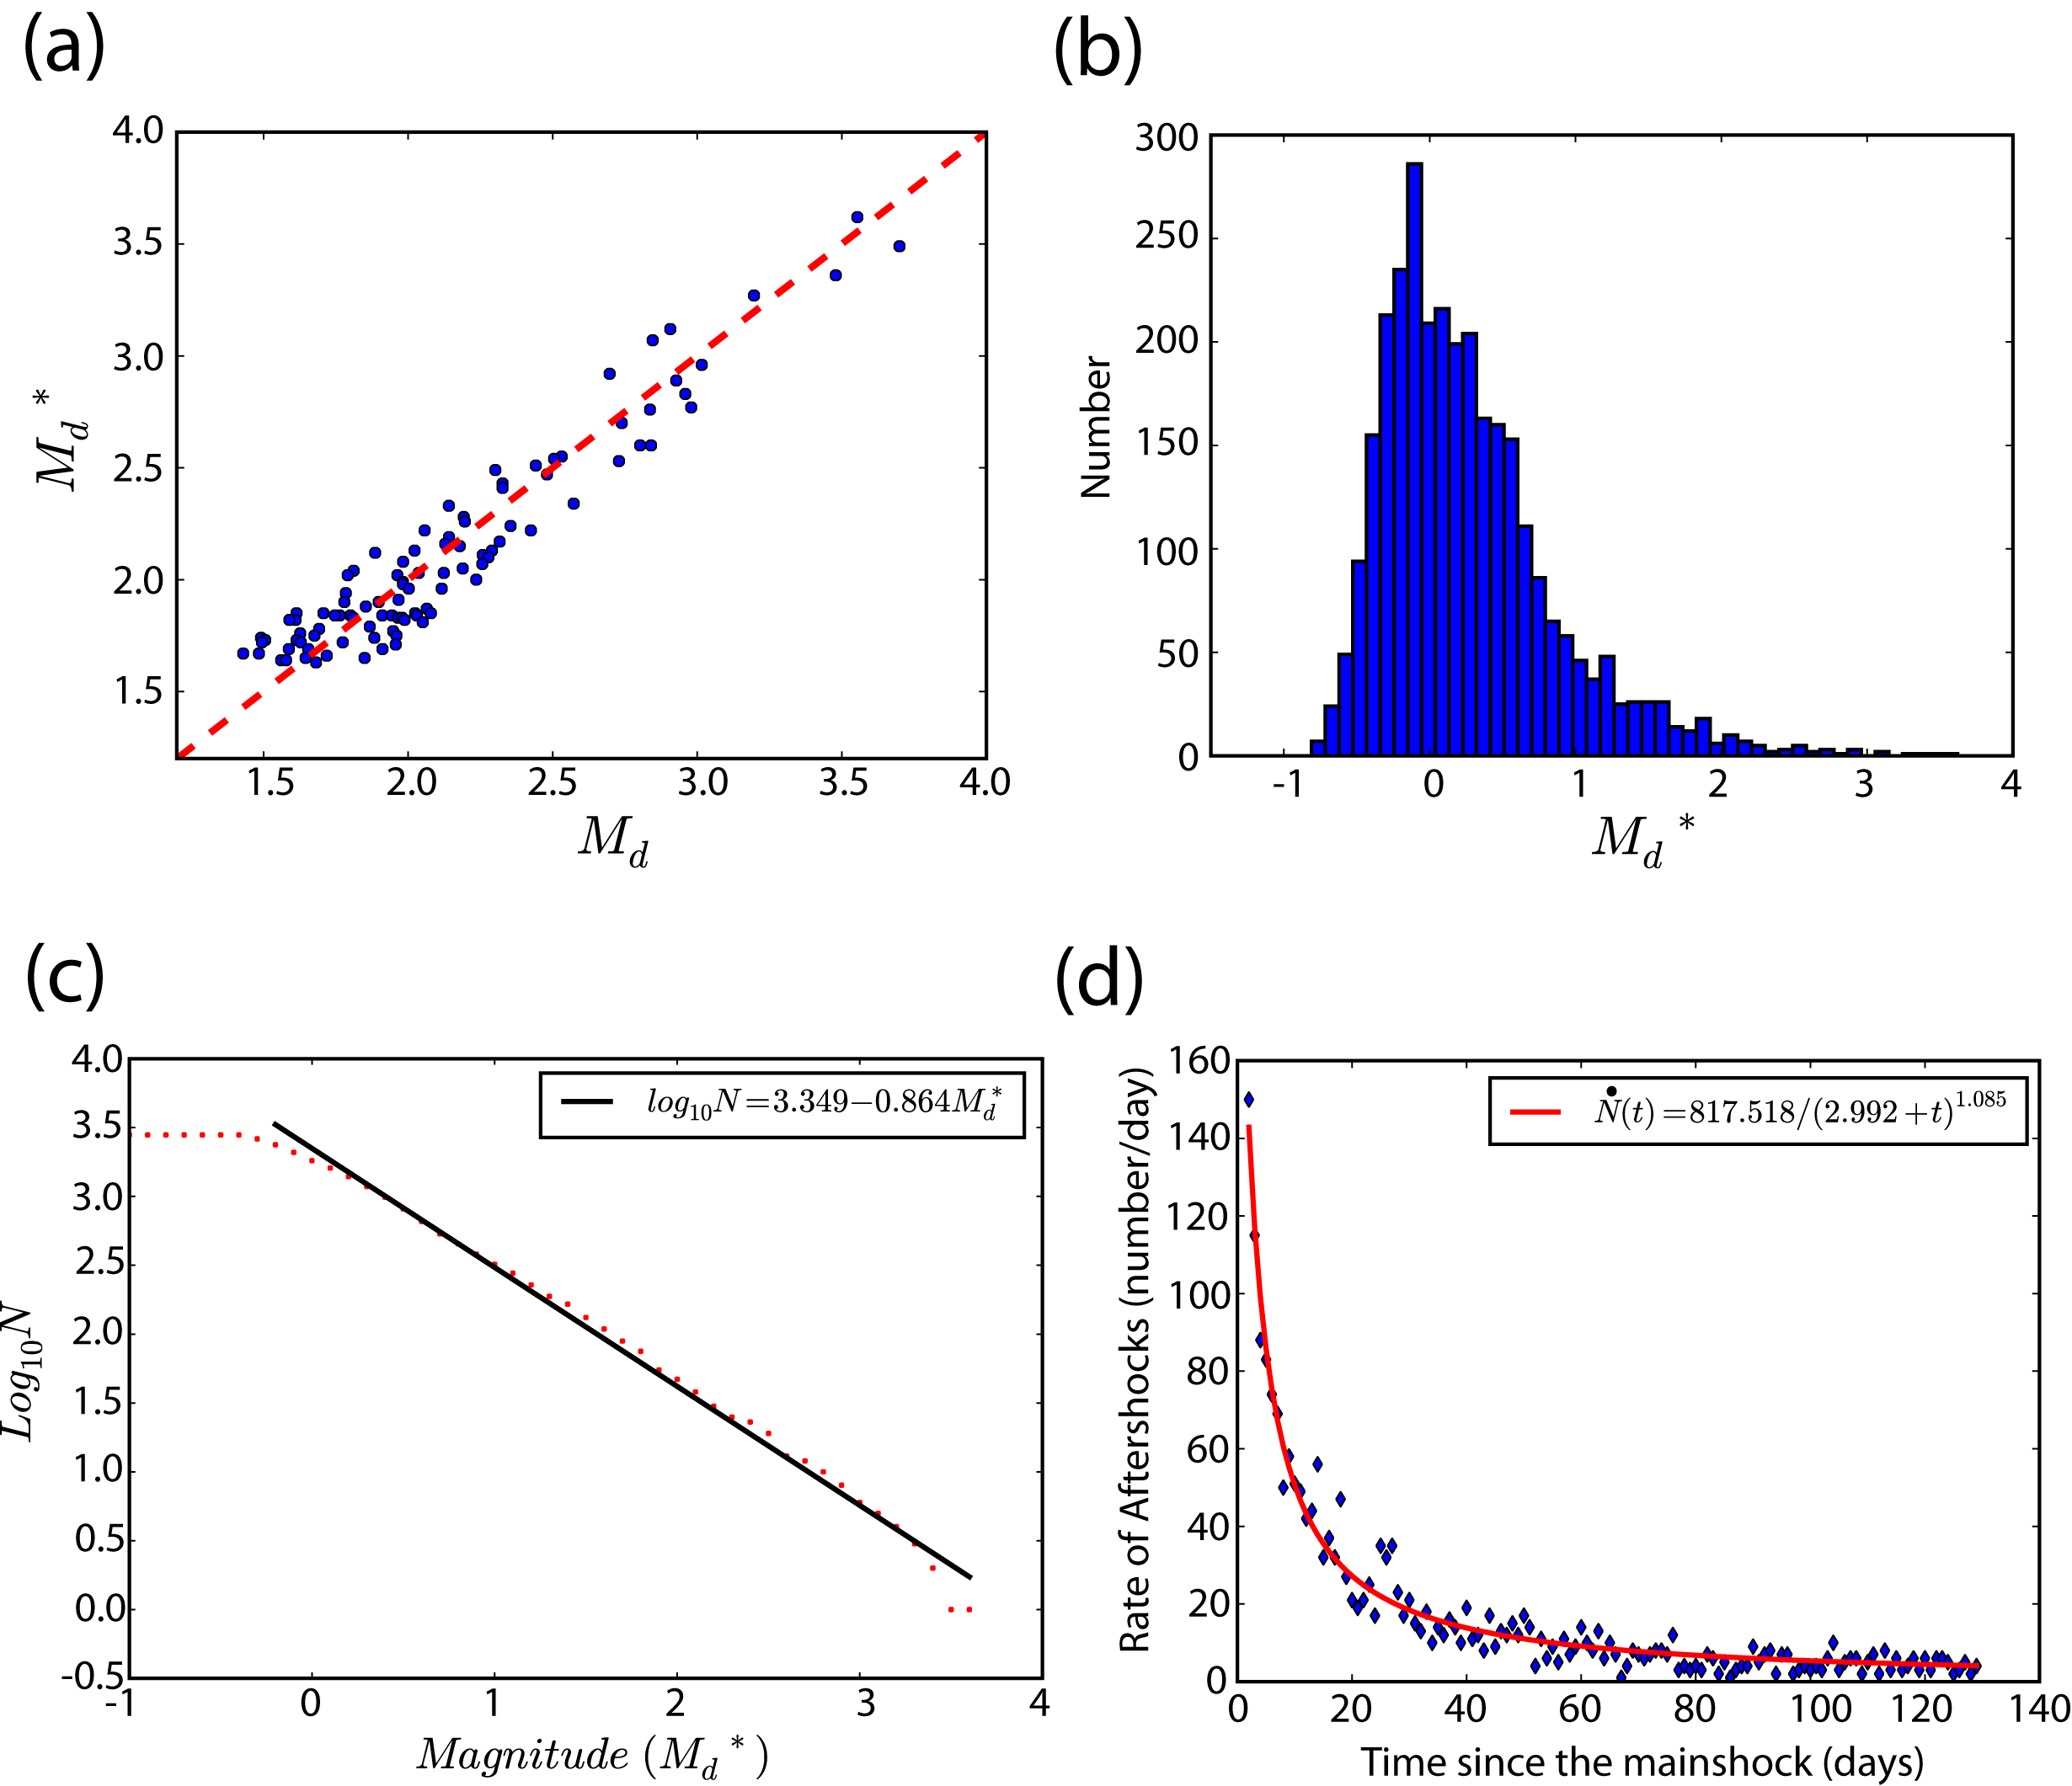 (a)
4.0
3.5
3.0
2.5
2.0
1.5
M_d*
1.5 2.0 2.5 3.0 3.5 4.0
M_d
(b)
300
250
200
150
100
50
0
Number
-1 0 1 2 3 4
M_d*
(c)
4.0
3.5
3.0
2.5
2.0
1.5
1.0
0.5
0.0
-0.5
Log₁₀N
log₁₀N=3.349−0.864M_d*
-1 0 1 2 3 4
Magnitude (M_d*)
(d)
160
140
120
100
80
60
40
20
0
Rate of Aftershocks (number/day)
Ṅ(t)=817.518/(2.992+t)^1.085
0 20 40 60 80 100 120 140
Time since the mainshock (days)